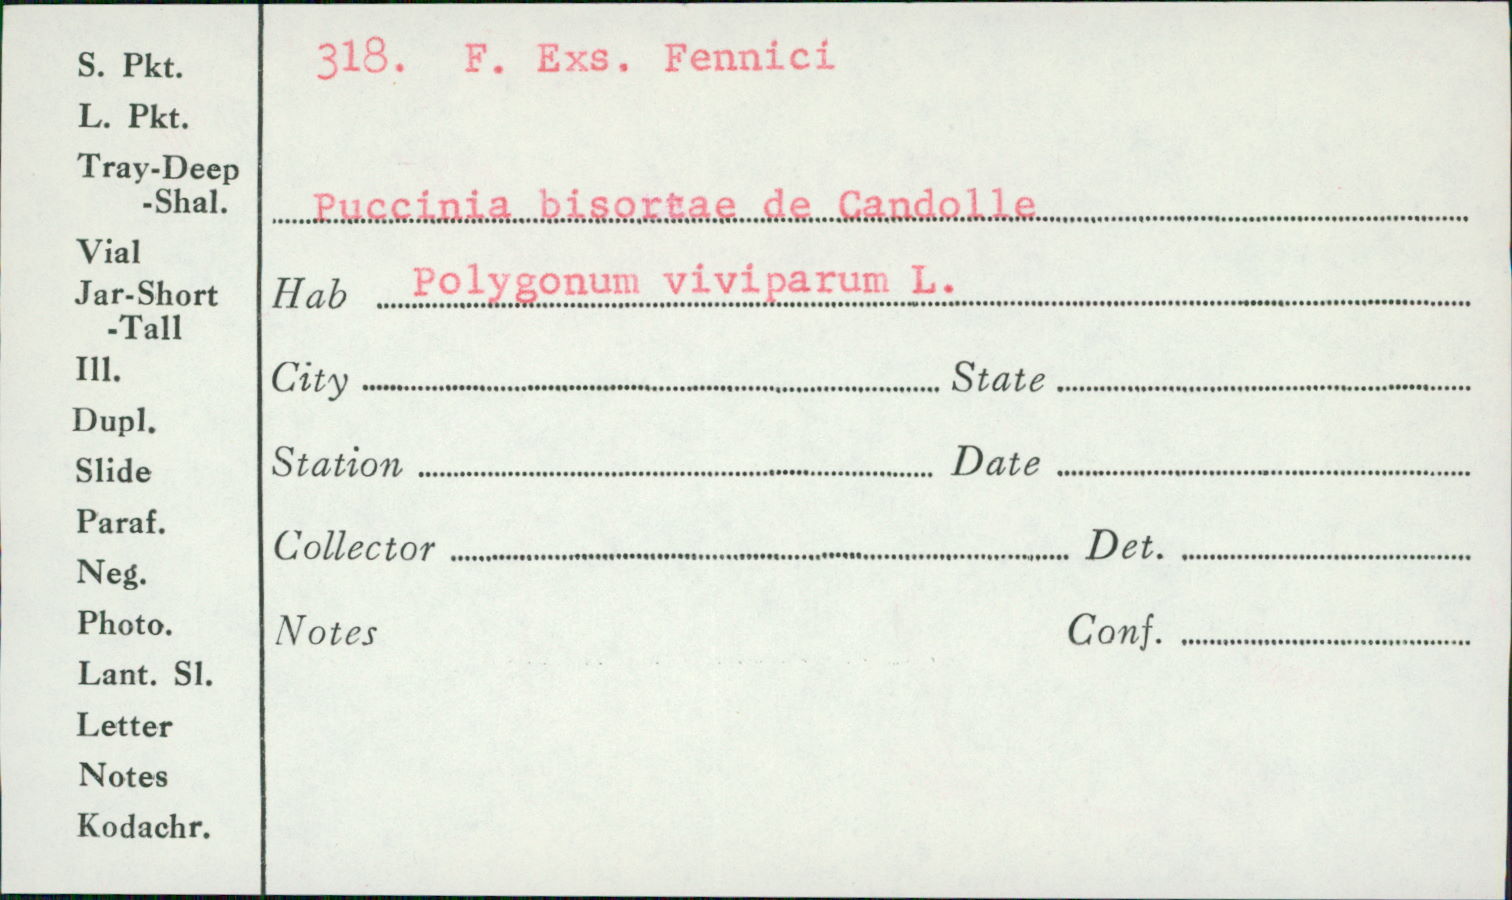 S. Pkt.
L. Pkt.
Tray-Deep
-Shal.
Vial
Jar-Short
-Tall
Ill.
Dupl.
Slide
Paraf.
Neg.
Photo.
Lant. Sl.
Letter
Notes
Kodachr.
318. F. Exs. Fennici
Puccinia bisortae de Candolle
Hab Polygonum viviparum L.
City State
Station Date
Collector Det.
Notes Conf.